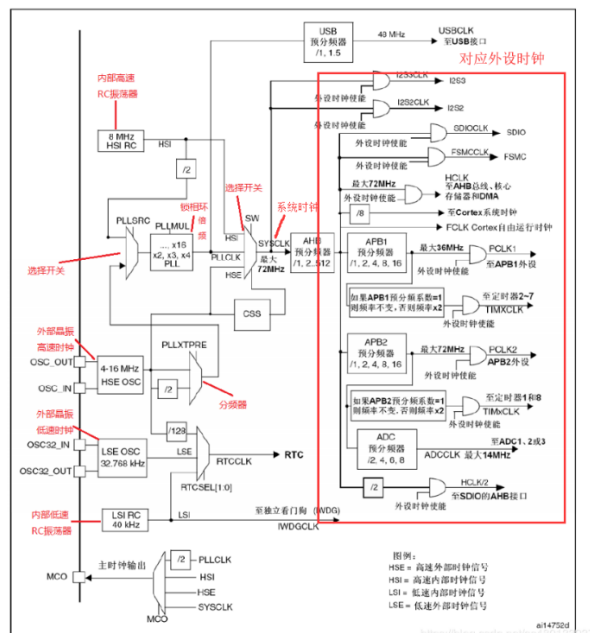 USB
预分频器
/1, 1.5
48 MHz
USBCLK
至USB接口
对应外设时钟
I2S3CLK
I2S3
外设时钟使能
I2S2CLK
I2S2
外设时钟使能
内部高速
RC振荡器
8 MHz
HSI RC
HSI
/2
SDIOCLK
SDIO
外设时钟使能
FSMCCLK
FSMC
外设时钟使能
HCLK
最大72MHz
至AHB总线、核心
外设时钟使能
存储器和DMA
/8
至Cortex系统时钟
FCLK Cortex自由运行时钟
选择开关
SW
系统时钟
锁相环
倍
频
PLLSRC
PLLMUL
..., x16
x2, x3, x4
PLL
HSI
PLLCLK
HSE
SYSCLK
最大
72MHz
AHB
预分频器
/1, 2..512
APB1
预分频器
/1, 2, 4, 8, 16
最大36MHz
PCLK1
至APB1外设
外设时钟使能
选择开关
CSS
如果APB1预分频系数=1
则频率不变,否则频率x2
至定时器2~7
TIMXCLK
外设时钟使能
外部晶振
高速时钟
PLLXTPRE
OSC_OUT
OSC_IN
4-16 MHz
HSE OSC
/2
分频器
APB2
预分频器
/1, 2, 4, 8, 16
最大72MHz
PCLK2
APB2外设
外设时钟使能
如果APB2预分频系数=1
则频率不变.否则频率x2
至定时器1和8
TIMxCLK
外设时钟使能
外部晶振
低速时钟
/128
OSC32_IN
OSC32_OUT
LSE OSC
32.768 kHz
LSE
RTCCLK
RTC
RTCSEL[1:0]
ADC
预分频器
/2, 4, 6, 8
至ADC1、2或3
ADCCLK 最大14MHz
/2
HCLK/2
至SDIO的AHB接口
外设时钟使能
内部低速
RC振荡器
LSI RC
40 kHz
LSI
至独立看门狗 (IWDG)
IWDGCLK
MCO
主时钟输出
/2
PLLCLK
HSI
HSE
SYSCLK
MCO
图例:
HSE = 高速外部时钟信号
HSI = 高速内部时钟信号
LSI = 低速内部时钟信号
LSE = 低速外部时钟信号
ai14752d